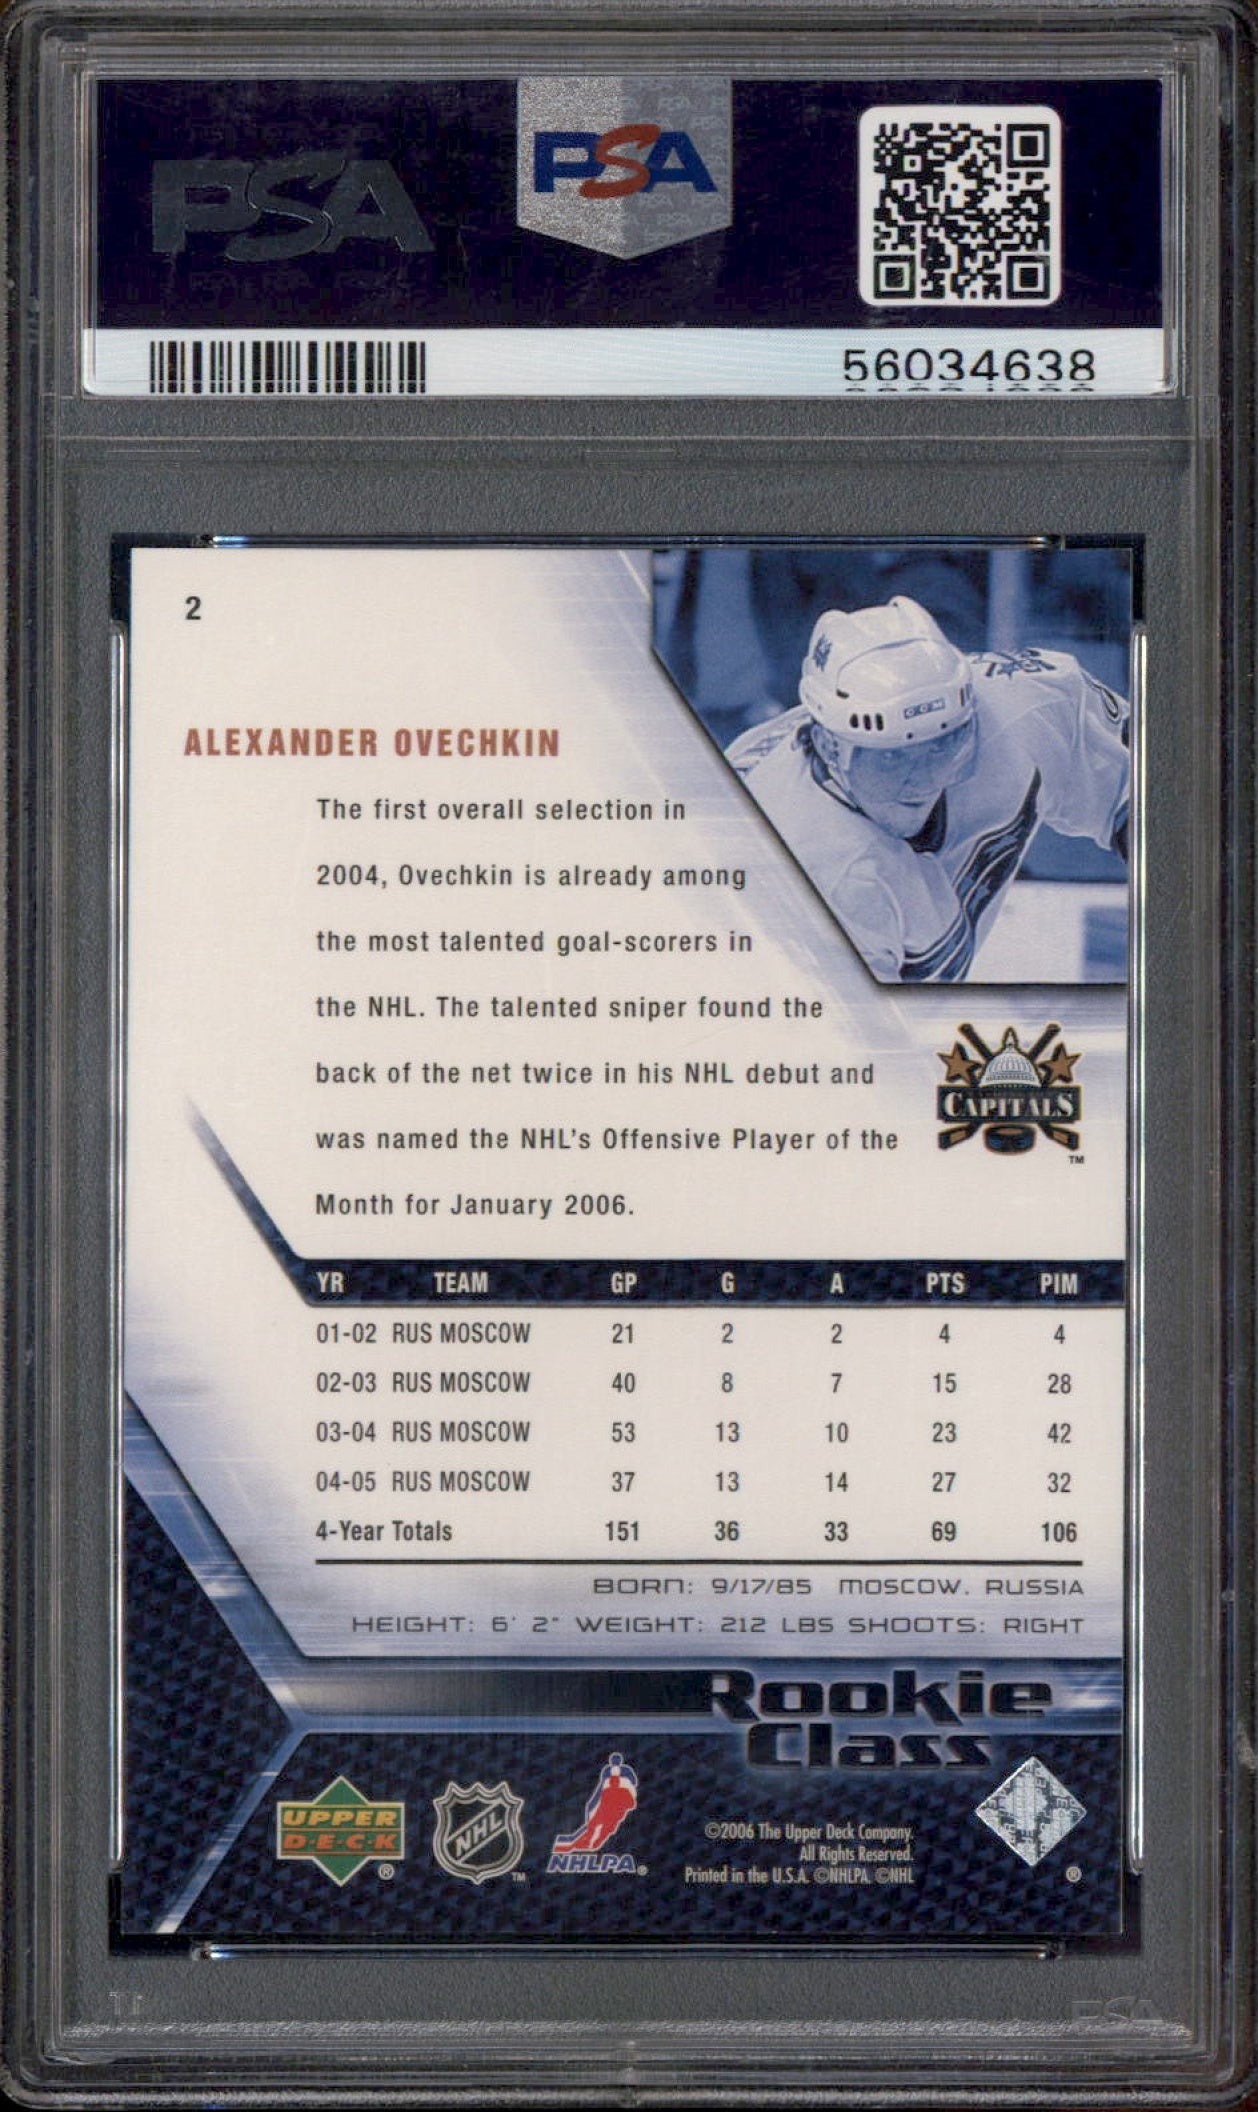 PSA
PSA
56034638
2
ALEXANDER OVECHKIN
The first overall selection in
2004, Ovechkin is already among
the most talented goal-scorers in
the NHL. The talented sniper found the
back of the net twice in his NHL debut and
was named the NHL's Offensive Player of the
Month for January 2006.
CCM
CAPITALS
TM
YR TEAM GP G A PTS PIM
01-02 RUS MOSCOW 21 2 2 4 4
02-03 RUS MOSCOW 40 8 7 15 28
03-04 RUS MOSCOW 53 13 10 23 42
04-05 RUS MOSCOW 37 13 14 27 32
4-Year Totals 151 36 33 69 106
BORN: 9/17/85 MOSCOW, RUSSIA
HEIGHT: 6' 2" WEIGHT: 212 LBS SHOOTS: RIGHT
Rookie
Class
UPPER
D·E·C·K
®
NHL
TM
NHLPA®
©2006 The Upper Deck Company.
All Rights Reserved.
Printed in the U.S.A. ©NHLPA. ©NHL
®
PSA